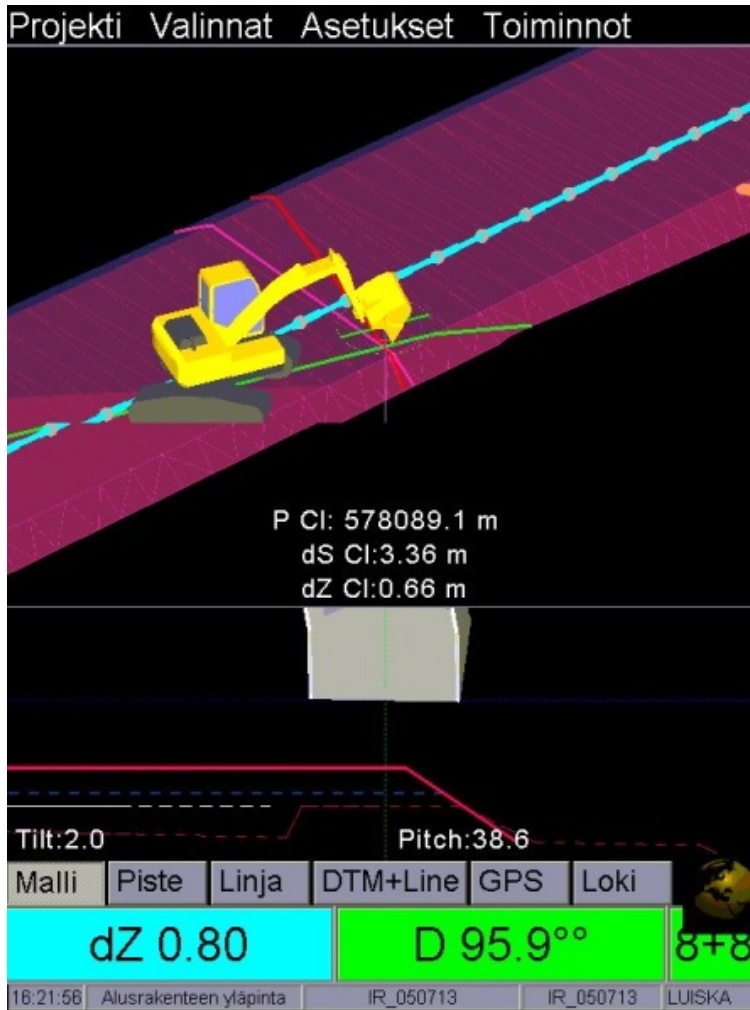 Projekti Valinnat Asetukset Toiminnot
P Cl: 578089.1 m
dS Cl:3.36 m
dZ Cl:0.66 m
Tilt:2.0 Pitch:38.6
Malli Piste Linja DTM+Line GPS Loki
dZ 0.80 D 95.9°° 8+8
16:21:56 Alusrakenteen yläpinta IR_050713 IR_050713 LUISKA